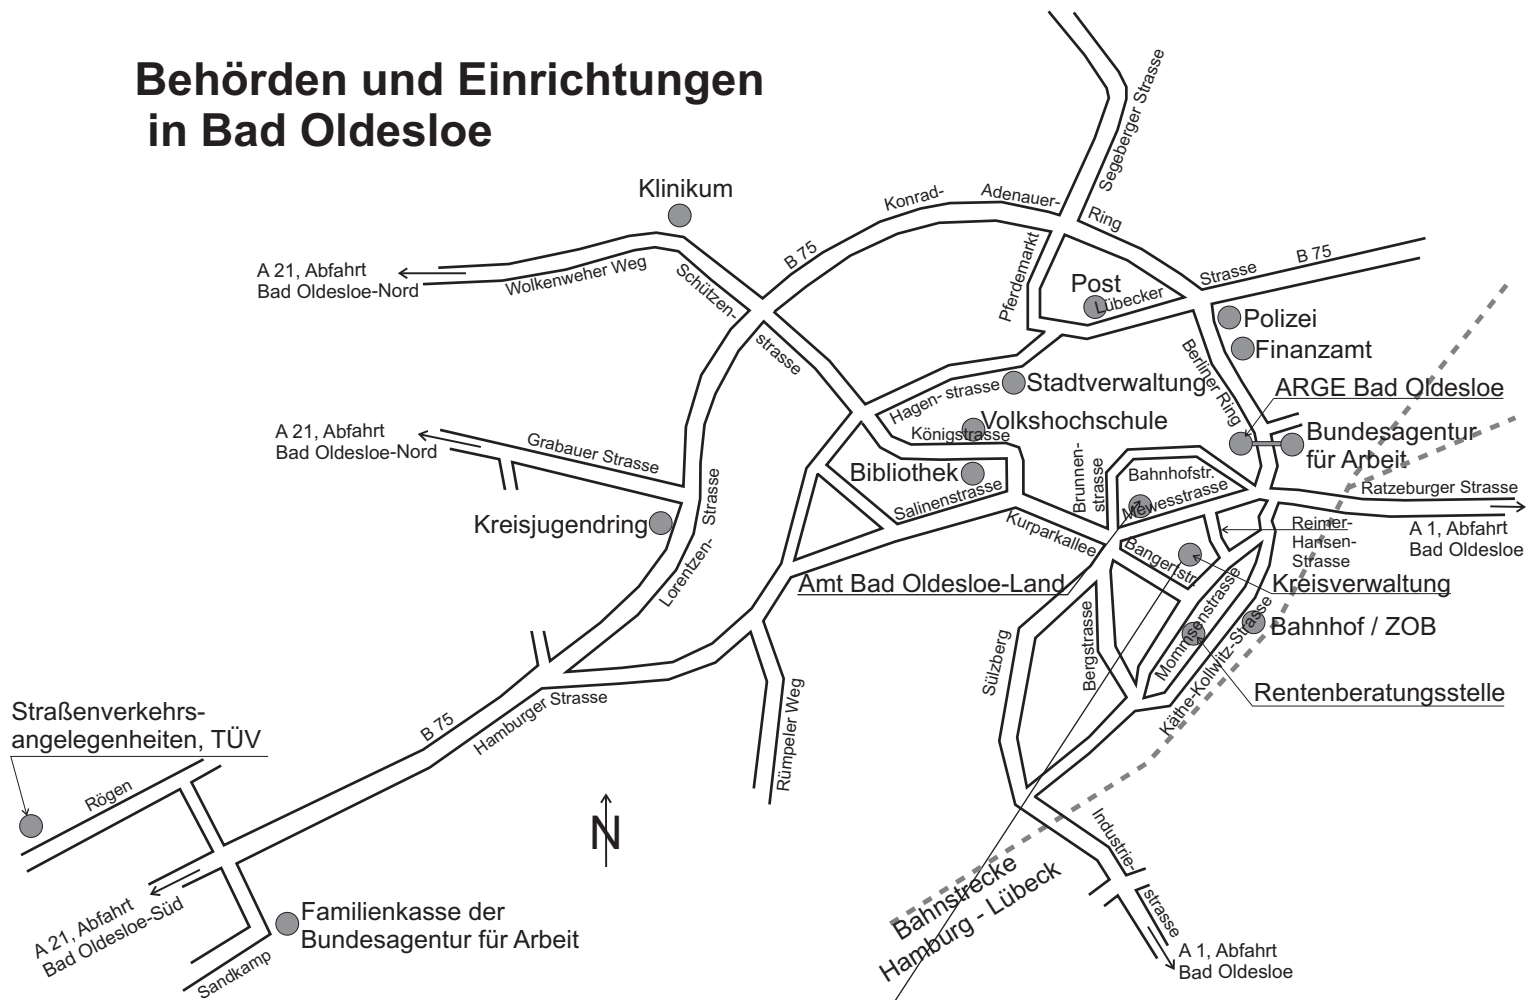 Behörden und Einrichtungen
in Bad Oldesloe
Segeberger Strasse
Klinikum
Konrad-
Adenauer-
Ring
B 75
A 21, Abfahrt
Bad Oldesloe-Nord
Wolkenweher Weg
Schützen-
strasse
Pferdemarkt
Post
Lübecker
Strasse
B 75
Polizei
Finanzamt
Berliner Ring
ARGE Bad Oldesloe
Hagen-
strasse
Stadtverwaltung
Volkshochschule
Königstrasse
Bundesagentur
für Arbeit
A 21, Abfahrt
Bad Oldesloe-Nord
Grabauer Strasse
Bibliothek
Salinenstrasse
Brunnen-
strasse
Bahnhofstr.
Mewesstrasse
Ratzeburger Strasse
A 1, Abfahrt
Bad Oldesloe
Kreisjugendring
Lorentzen-
Strasse
Kurparkallee
Bangertstr.
Reimer-
Hansen-
Strasse
Amt Bad Oldesloe-Land
Kreisverwaltung
Bahnhof / ZOB
Mommsenstrasse
Käthe-Kollwitz-Strasse
Bergstrasse
Sülzberg
Rentenberatungsstelle
Straßenverkehrs-
angelegenheiten, TÜV
B 75
Hamburger Strasse
Rümpeler Weg
Rögen
N
Industrie-
strasse
Bahnstrecke
Hamburg - Lübeck
A 21, Abfahrt
Bad Oldesloe-Süd
Familienkasse der
Bundesagentur für Arbeit
Sandkamp
A 1, Abfahrt
Bad Oldesloe